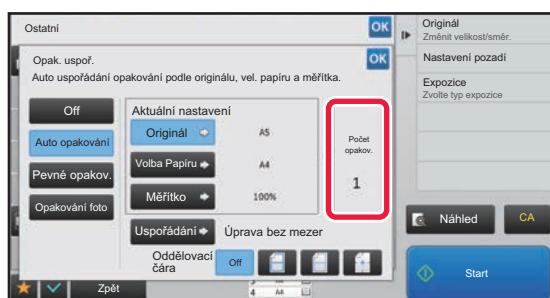 Ostatní
OK
Opak. uspoř.
OK
Auto uspořádání opakování podle originálu, vel. papíru a měřítka.
Off
Auto opakování
Pevné opakov.
Opakování foto
Aktuální nastavení
Originál
A5
Volba Papíru
A4
Měřítko
100%
Uspořádání
Úprava bez mezer
Oddělovací
čára
Off
Počet
opakov.
1
Zpět
4 A4
Originál
Změnit velikost/směr.
Nastavení pozadí
Expozice
Zvolte typ expozice
Náhled
CA
Start